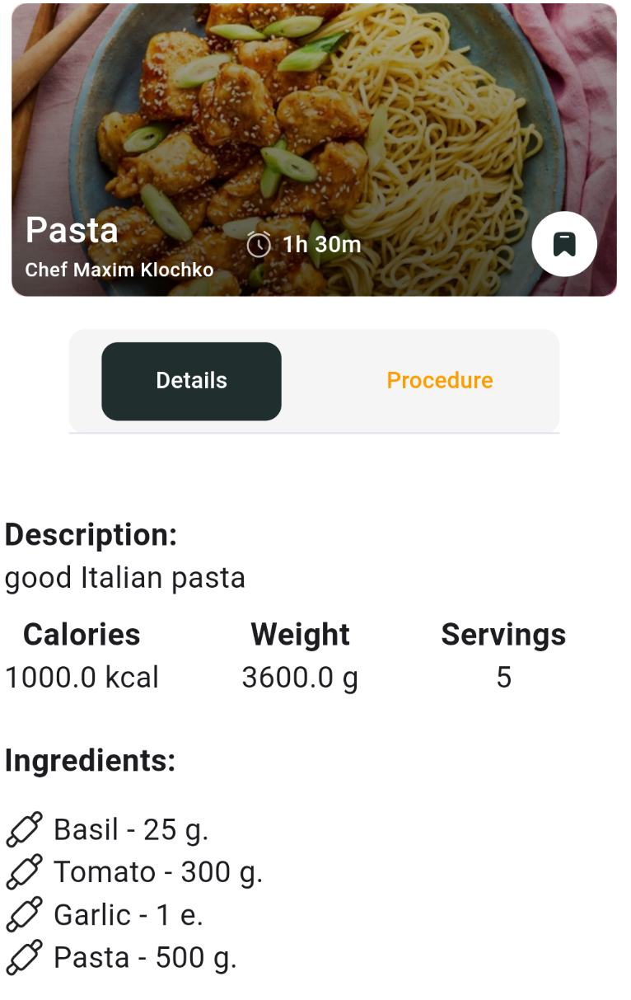 Pasta
1h 30m
Chef Maxim Klochko
Details Procedure
Description:
good Italian pasta
Calories Weight Servings
1000.0 kcal 3600.0 g 5
Ingredients:
Basil - 25 g.
Tomato - 300 g.
Garlic - 1 e.
Pasta - 500 g.